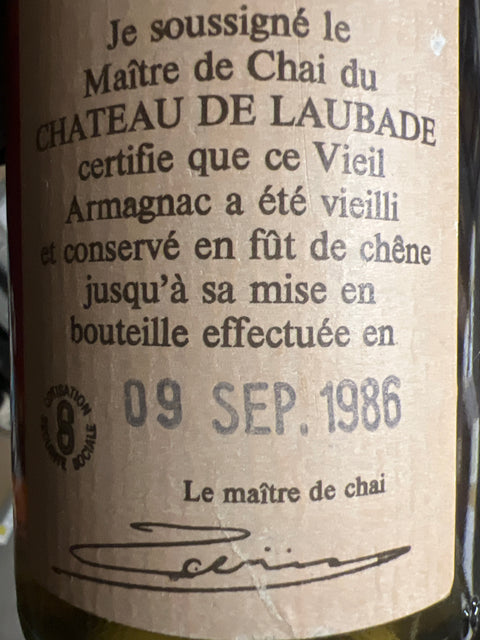 Je soussigné le
Maître de Chai du
CHATEAU DE LAUBADE
certifie que ce Vieil
Armagnac a été vieilli
et conservé en fût de chêne
jusqu'à sa mise en
bouteille effectuée en
09 SEP. 1986
COTISATION
SÉCURITÉ SOCIALE
Le maître de chai